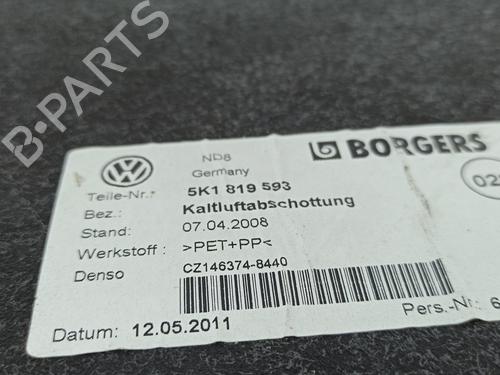 B-PARTS
ND8
Germany
BORGERS
Teile-Nr.: 5K1 819 593
Bez.: Kaltluftabschottung
Stand: 07.04.2008
Werkstoff : >PET+PP<
Denso CZ146374-8440
Datum: 12.05.2011
Pers.-Nr.: 6